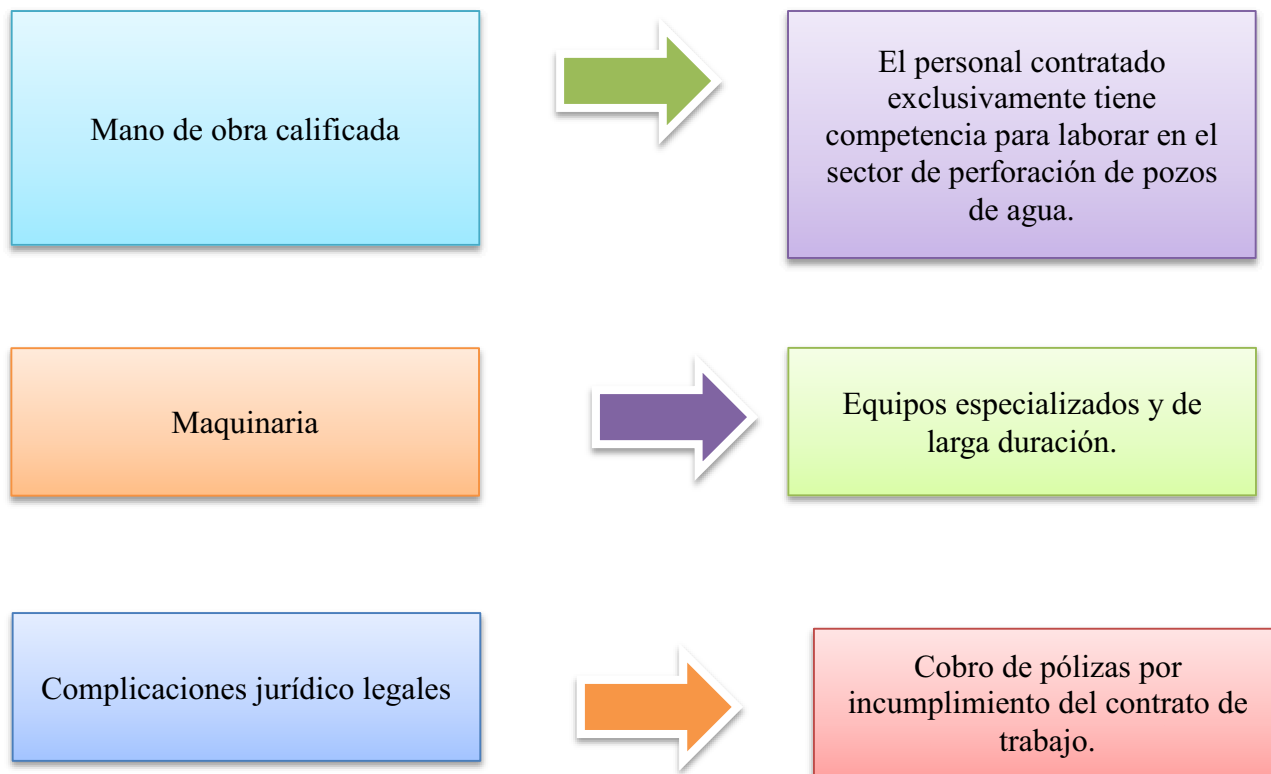 Mano de obra calificada
El personal contratado
exclusivamente tiene
competencia para laborar en el
sector de perforación de pozos
de agua.
Maquinaria
Equipos especializados y de
larga duración.
Complicaciones jurídico legales
Cobro de pólizas por
incumplimiento del contrato de
trabajo.